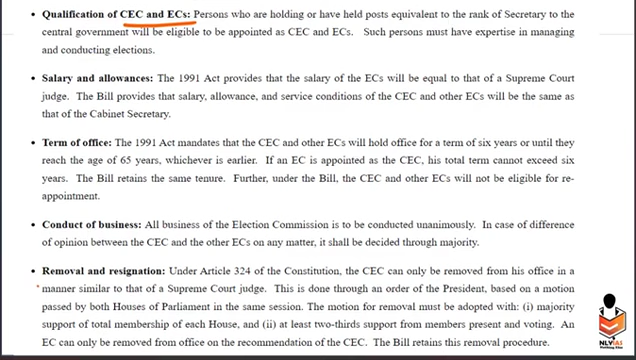 • Qualification of CEC and ECs: Persons who are holding or have held posts equivalent to the rank of Secretary to the
central government will be eligible to be appointed as CEC and ECs. Such persons must have expertise in managing
and conducting elections.
• Salary and allowances: The 1991 Act provides that the salary of the ECs will be equal to that of a Supreme Court
judge. The Bill provides that salary, allowance, and service conditions of the CEC and other ECs will be the same as
that of the Cabinet Secretary.
• Term of office: The 1991 Act mandates that the CEC and other ECs will hold office for a term of six years or until they
reach the age of 65 years, whichever is earlier. If an EC is appointed as the CEC, his total term cannot exceed six
years. The Bill retains the same tenure. Further, under the Bill, the CEC and other ECs will not be eligible for re-
appointment.
• Conduct of business: All business of the Election Commission is to be conducted unanimously. In case of difference
of opinion between the CEC and the other ECs on any matter, it shall be decided through majority.
• Removal and resignation: Under Article 324 of the Constitution, the CEC can only be removed from his office in a
manner similar to that of a Supreme Court judge. This is done through an order of the President, based on a motion
passed by both Houses of Parliament in the same session. The motion for removal must be adopted with: (i) majority
support of total membership of each House, and (ii) at least two-thirds support from members present and voting. An
EC can only be removed from office on the recommendation of the CEC. The Bill retains this removal procedure.
NLYIAS